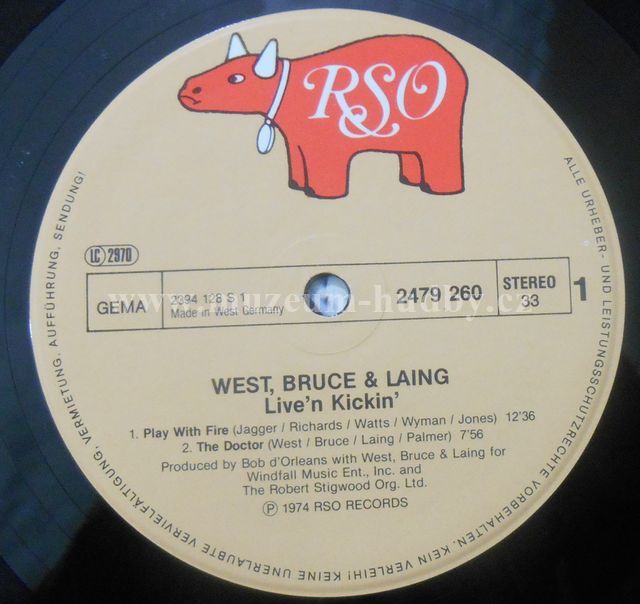 RSO
LC 2970
GEMA
2394 128 S 1
Made in West Germany
2479 260
STEREO
33
1
www.muzeum-hudby.cz
WEST, BRUCE & LAING
Live'n Kickin'
1. Play With Fire (Jagger / Richards / Watts / Wyman / Jones) 12'36
2. The Doctor (West / Bruce / Laing / Palmer) 7'56
Produced by Bob d'Orleans with West, Bruce & Laing for
Windfall Music Ent., Inc. and
The Robert Stigwood Org. Ltd.
Ⓟ 1974 RSO RECORDS
ALLE URHEBER- UND LEISTUNGSSCHUTZRECHTE VORBEHALTEN. KEIN VERLEIH! KEINE UNERLAUBTE VERVIELFÄLTIGUNG, VERMIETUNG, AUFFÜHRUNG, SENDUNG!